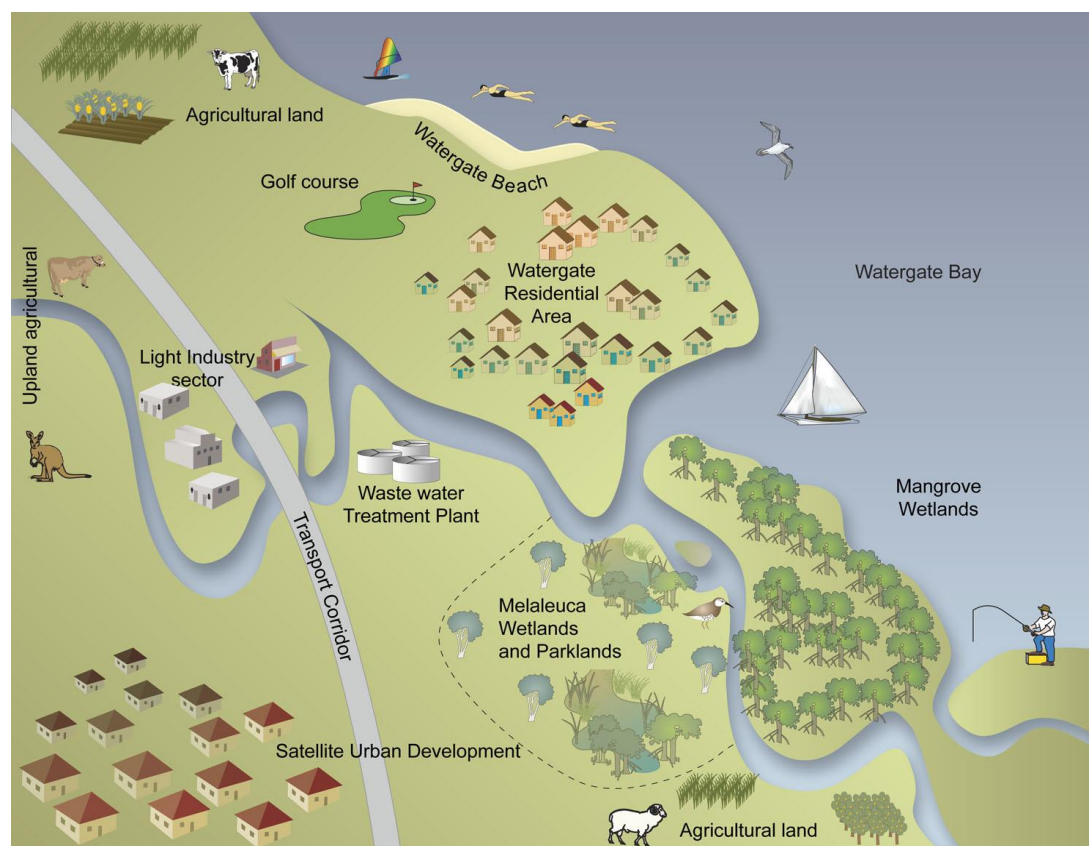 Agricultural land
Watergate Beach
Golf course
Watergate
Residential
Area
Watergate Bay
Upland agricultural
Light Industry
sector
Waste water
Treatment Plant
Mangrove
Wetlands
Transport Corridor
Melaleuca
Wetlands
and Parklands
Satellite Urban Development
Agricultural land